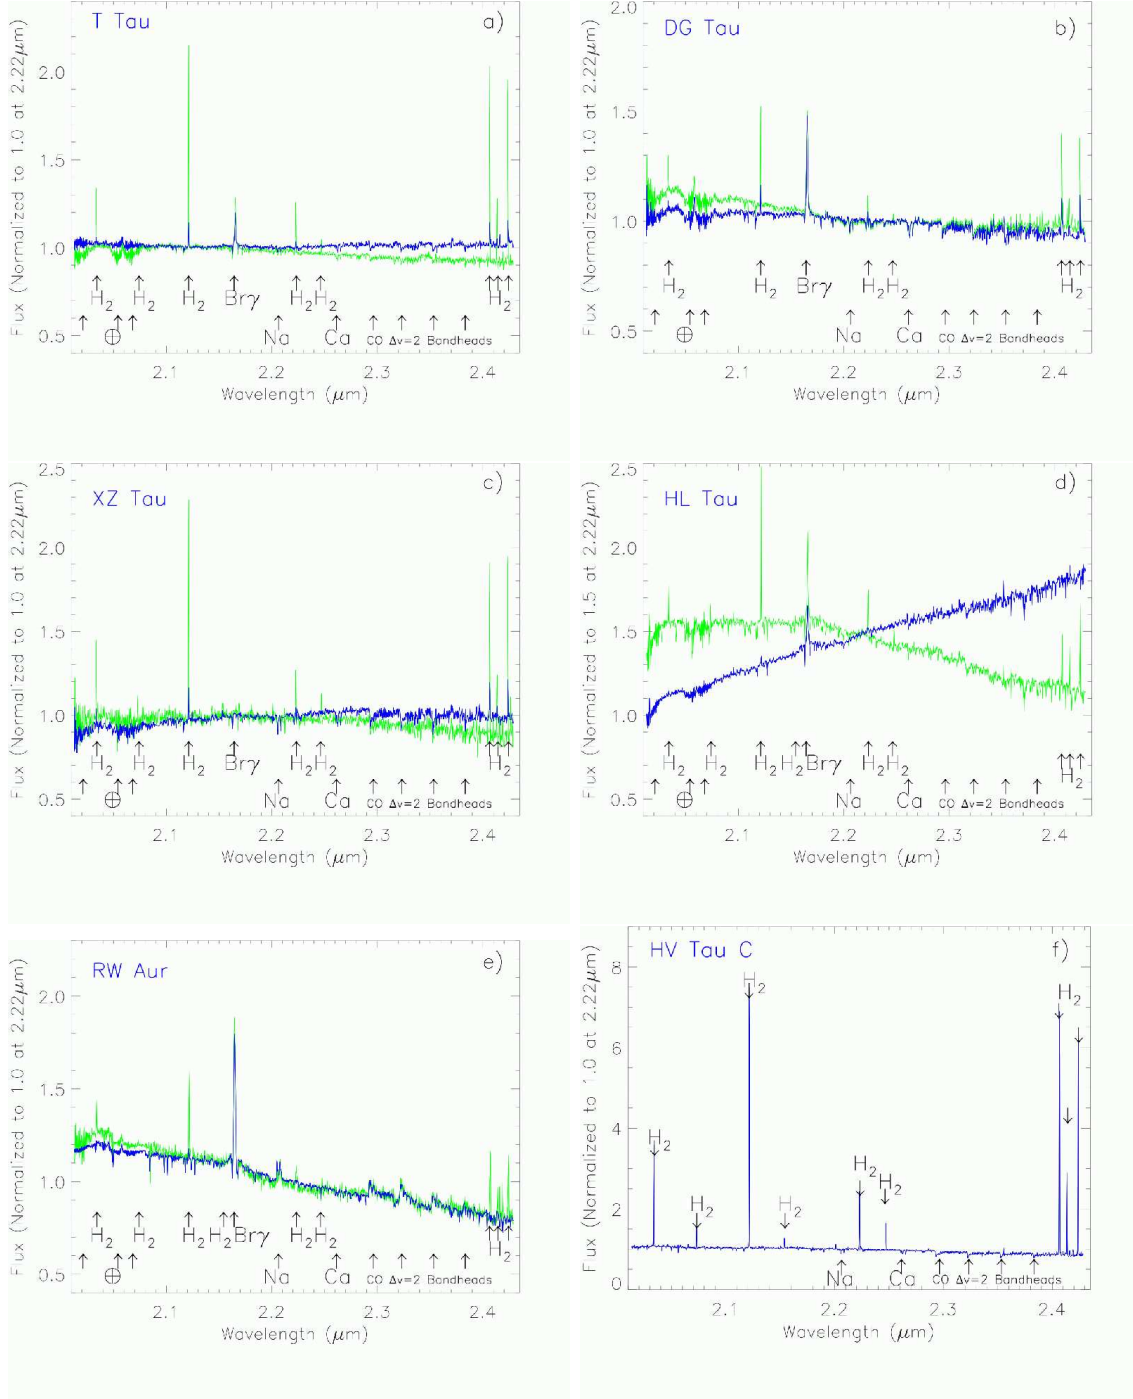 T Tau
a)
Flux (Normalized to 1.0 at 2.22μm)
2.0
1.5
1.0
0.5
H2 H2 H2 Brγ H2 H2 H2
⊕ Na Ca CO Δv=2 Bandheads
2.1 2.2 2.3 2.4
Wavelength (μm)
DG Tau
b)
Flux (Normalized to 1.0 at 2.22μm)
2.0
1.5
1.0
0.5
H2 H2 Brγ H2 H2 H2
⊕ Na Ca CO Δv=2 Bandheads
2.1 2.2 2.3 2.4
Wavelength (μm)
XZ Tau
c)
Flux (Normalized to 1.0 at 2.22μm)
2.5
2.0
1.5
1.0
0.5
H2 H2 H2 Brγ H2 H2 H2
⊕ Na Ca CO Δv=2 Bandheads
2.1 2.2 2.3 2.4
Wavelength (μm)
HL Tau
d)
Flux (Normalized to 1.5 at 2.22μm)
2.5
2.0
1.5
1.0
0.5
H2 H2 H2 H2 Brγ H2 H2 H2
⊕ Na Ca CO Δv=2 Bandheads
2.1 2.2 2.3 2.4
Wavelength (μm)
RW Aur
e)
Flux (Normalized to 1.0 at 2.22μm)
2.0
1.5
1.0
0.5
H2 H2 H2 H2 Brγ H2 H2 H2
⊕ Na Ca CO Δv=2 Bandheads
2.1 2.2 2.3 2.4
Wavelength (μm)
HV Tau C
f)
Flux (Normalized to 1.0 at 2.22μm)
8
6
4
2
0
H2 H2 H2 H2 H2 H2 H2
Na Ca CO Δv=2 Bandheads
2.1 2.2 2.3 2.4
Wavelength (μm)